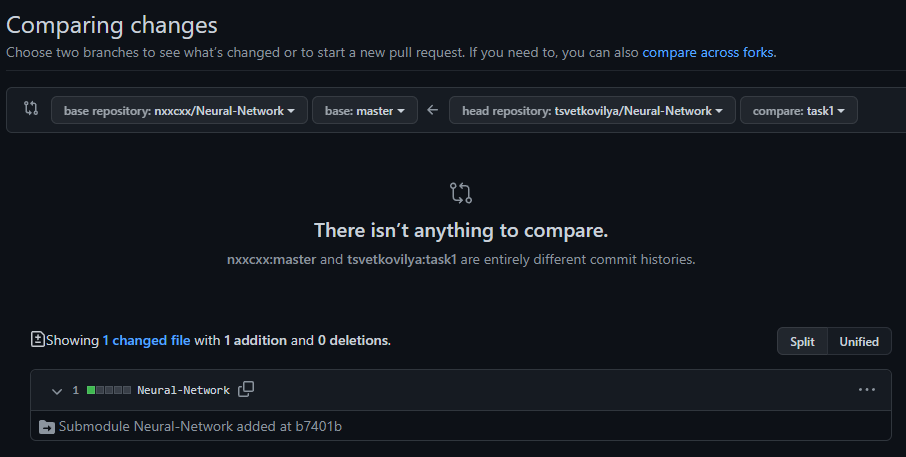 Comparing changes
Choose two branches to see what's changed or to start a new pull request. If you need to, you can also compare across forks.
base repository: nxxcxx/Neural-Network base: master ← head repository: tsvetkovilya/Neural-Network compare: task1
There isn't anything to compare.
nxxcxx:master and tsvetkovilya:task1 are entirely different commit histories.
Showing 1 changed file with 1 addition and 0 deletions. Split Unified
1 Neural-Network ...
Submodule Neural-Network added at b7401b